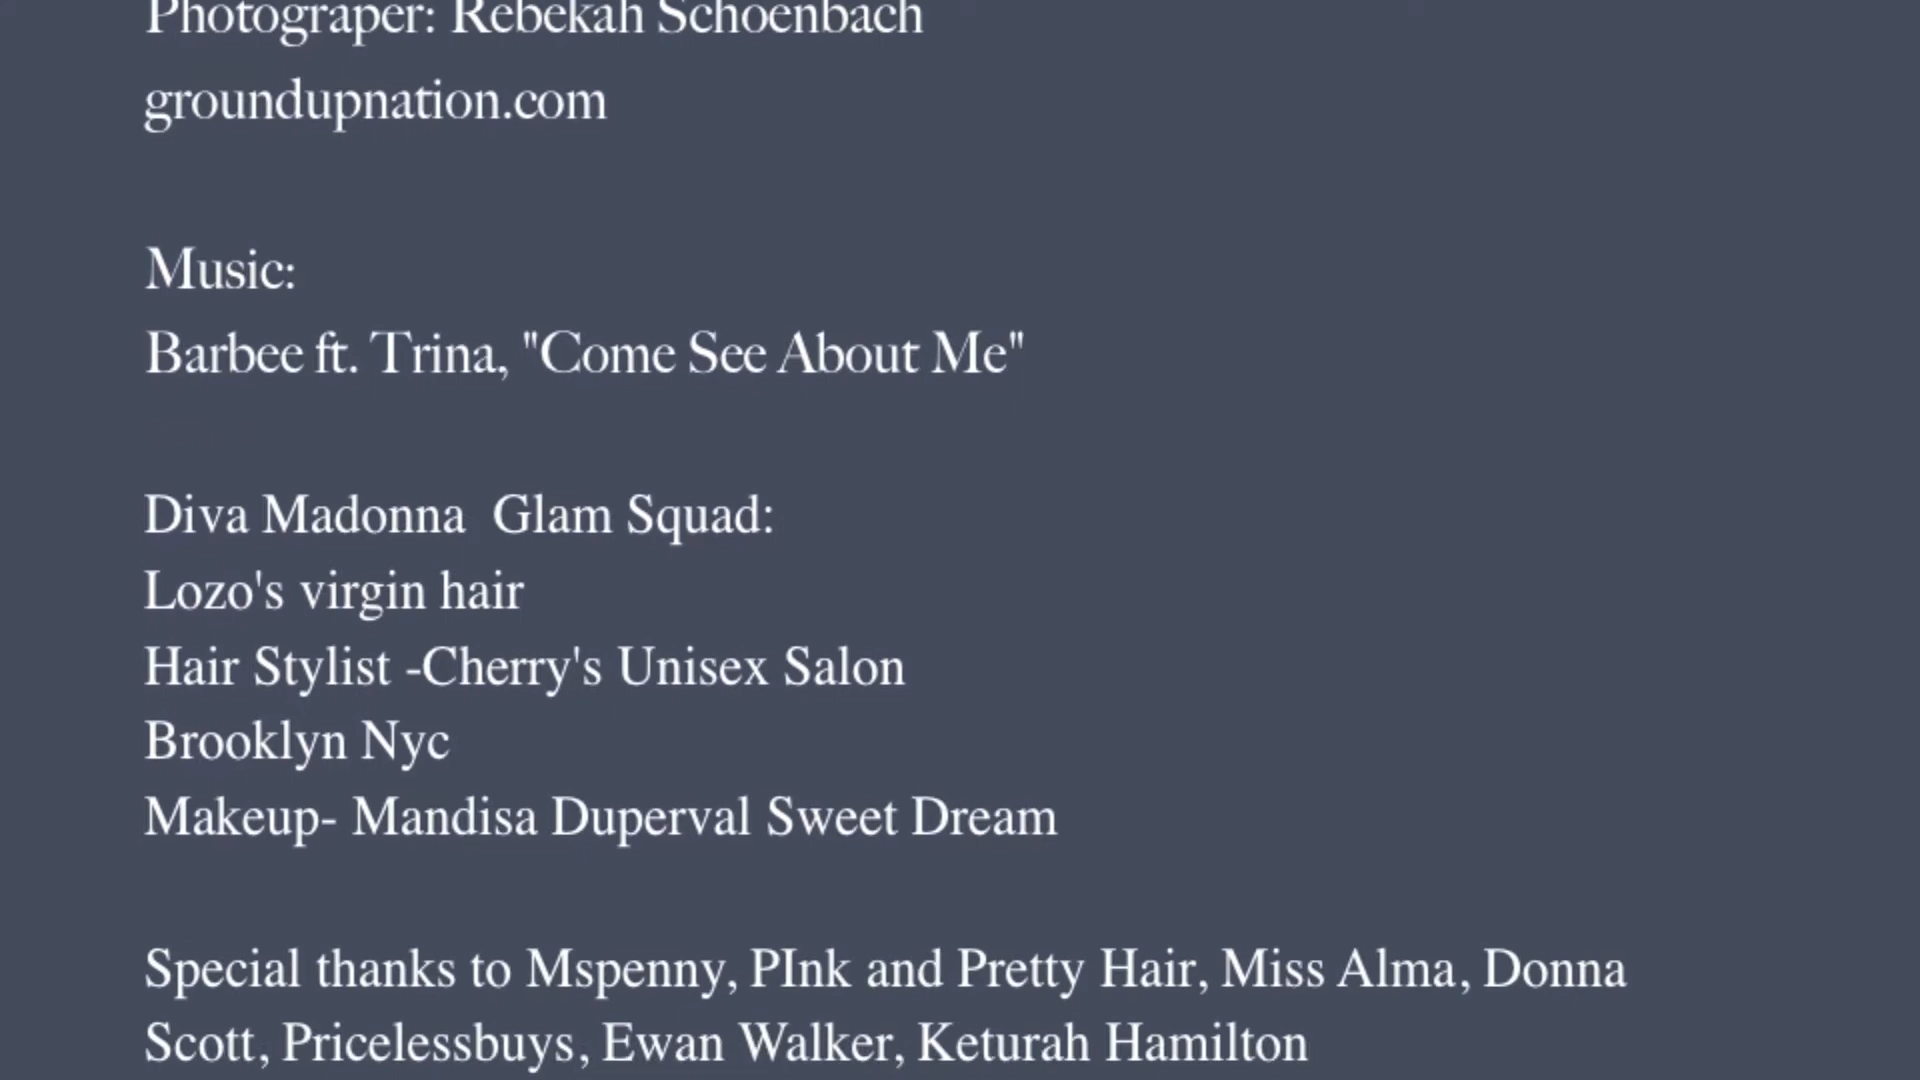 Photograper: Rebekah Schoenbach
groundupnation.com
Music:
Barbee ft. Trina, "Come See About Me"
Diva Madonna  Glam Squad:
Lozo's virgin hair
Hair Stylist -Cherry's Unisex Salon
Brooklyn Nyc
Makeup- Mandisa Duperval Sweet Dream
Special thanks to Mspenny, PInk and Pretty Hair, Miss Alma, Donna
Scott, Pricelessbuys, Ewan Walker, Keturah Hamilton